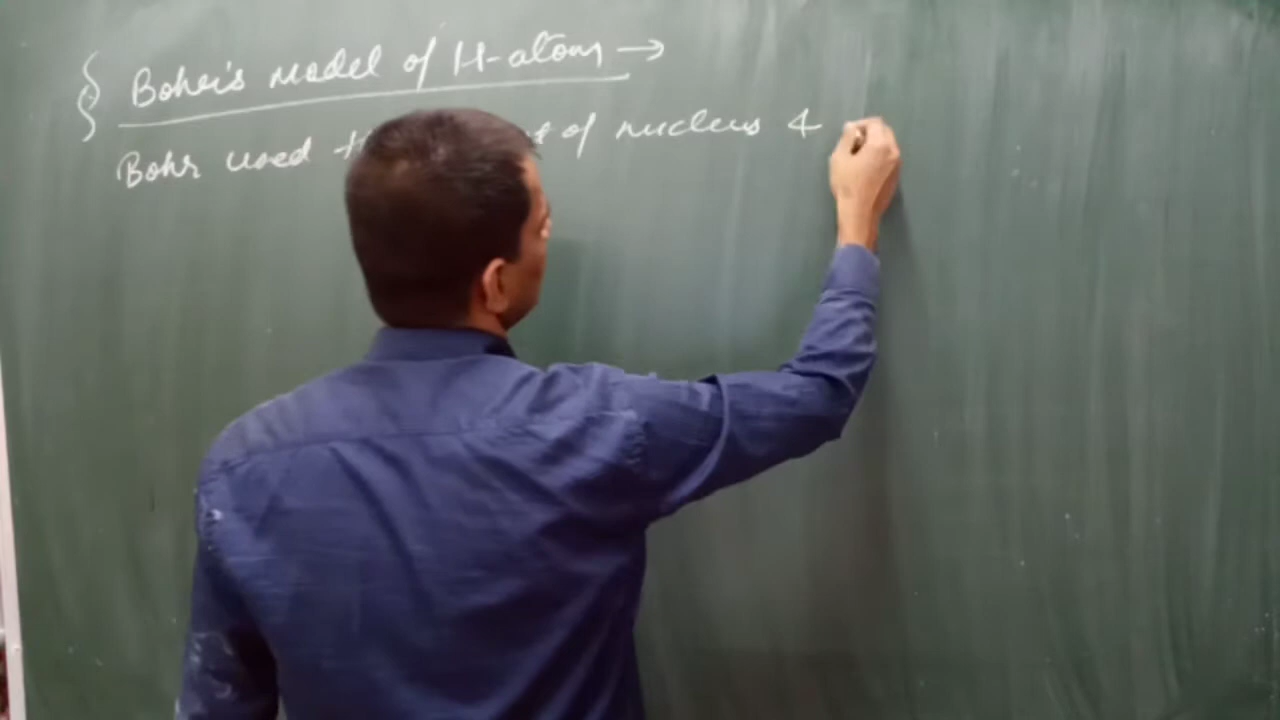 § Bohr's model of H-atom →
Bohr used of nucleus &